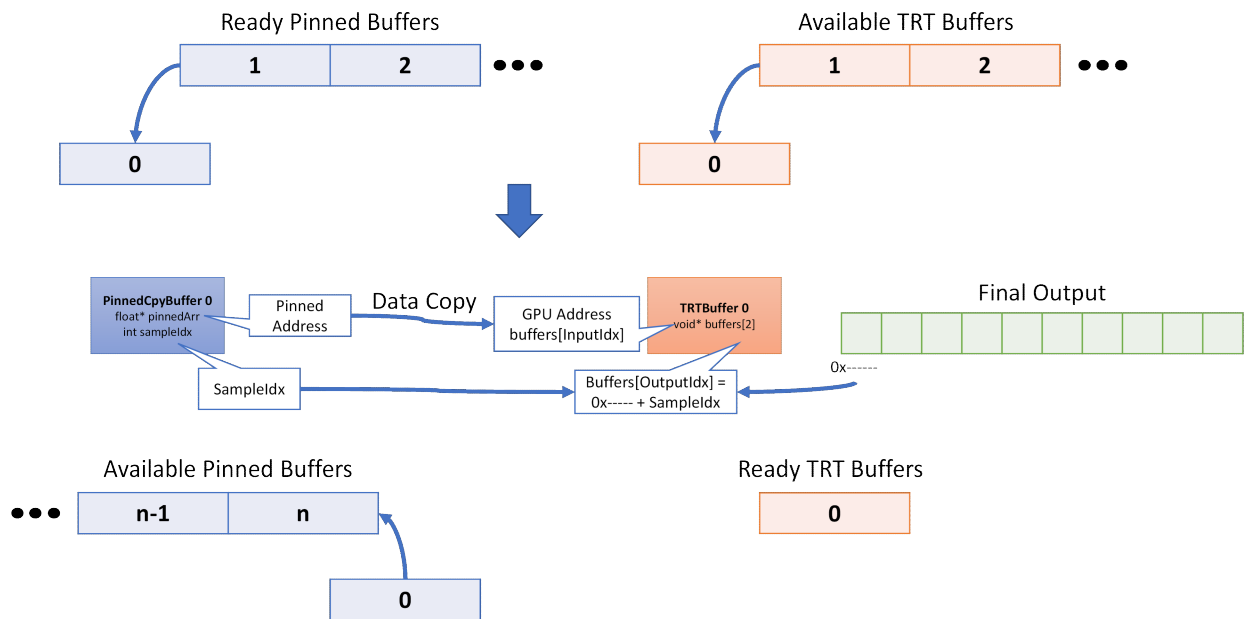 Ready Pinned Buffers
Available TRT Buffers
1
2
1
2
0
0
PinnedCpyBuffer 0
float* pinnedArr
int sampleIdx
Pinned
Address
Data Copy
GPU Address
buffers[InputIdx]
TRTBuffer 0
void* buffers[2]
Final Output
0x------
SampleIdx
Buffers[OutputIdx] =
0x----- + SampleIdx
Available Pinned Buffers
Ready TRT Buffers
n-1
n
0
0